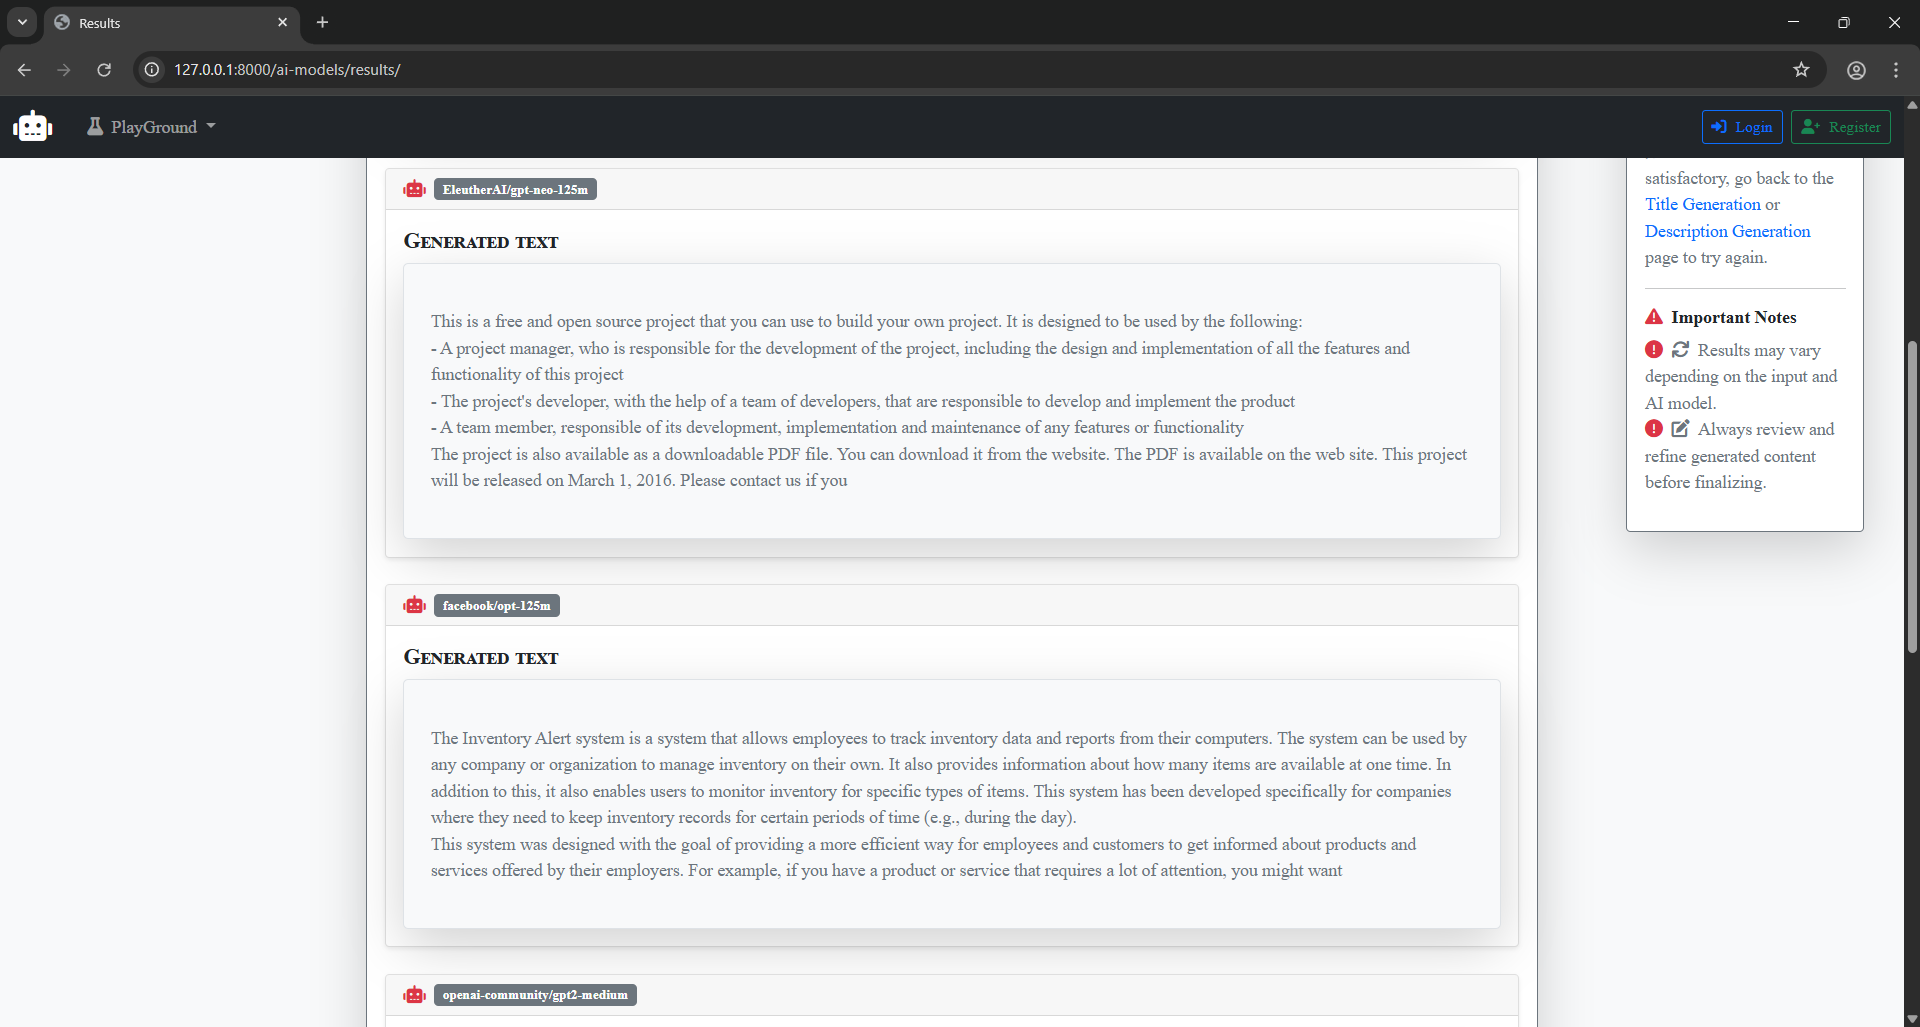 Results
127.0.0.1:8000/ai-models/results/
PlayGround
Login
Register
EleutherAI/gpt-neo-125m
Generated text
This is a free and open source project that you can use to build your own project. It is designed to be used by the following:
- A project manager, who is responsible for the development of the project, including the design and implementation of all the features and
functionality of this project
- The project's developer, with the help of a team of developers, that are responsible to develop and implement the product
- A team member, responsible of its development, implementation and maintenance of any features or functionality
The project is also available as a downloadable PDF file. You can download it from the website. The PDF is available on the web site. This project
will be released on March 1, 2016. Please contact us if you
facebook/opt-125m
Generated text
The Inventory Alert system is a system that allows employees to track inventory data and reports from their computers. The system can be used by
any company or organization to manage inventory on their own. It also provides information about how many items are available at one time. In
addition to this, it also enables users to monitor inventory for specific types of items. This system has been developed specifically for companies
where they need to keep inventory records for certain periods of time (e.g., during the day).
This system was designed with the goal of providing a more efficient way for employees and customers to get informed about products and
services offered by their employers. For example, if you have a product or service that requires a lot of attention, you might want
openai-community/gpt2-medium
satisfactory, go back to the
Title Generation or
Description Generation
page to try again.
Important Notes
Results may vary
depending on the input and
AI model.
Always review and
refine generated content
before finalizing.